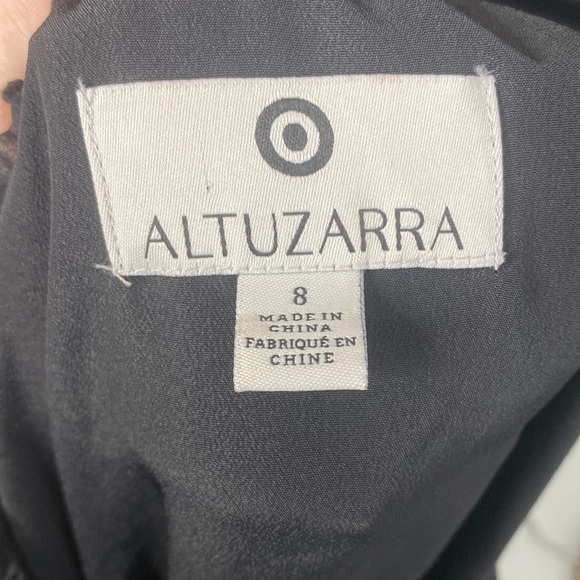 ALTUZARRA
8
MADE IN
CHINA
FABRIQUÉ EN
CHINE